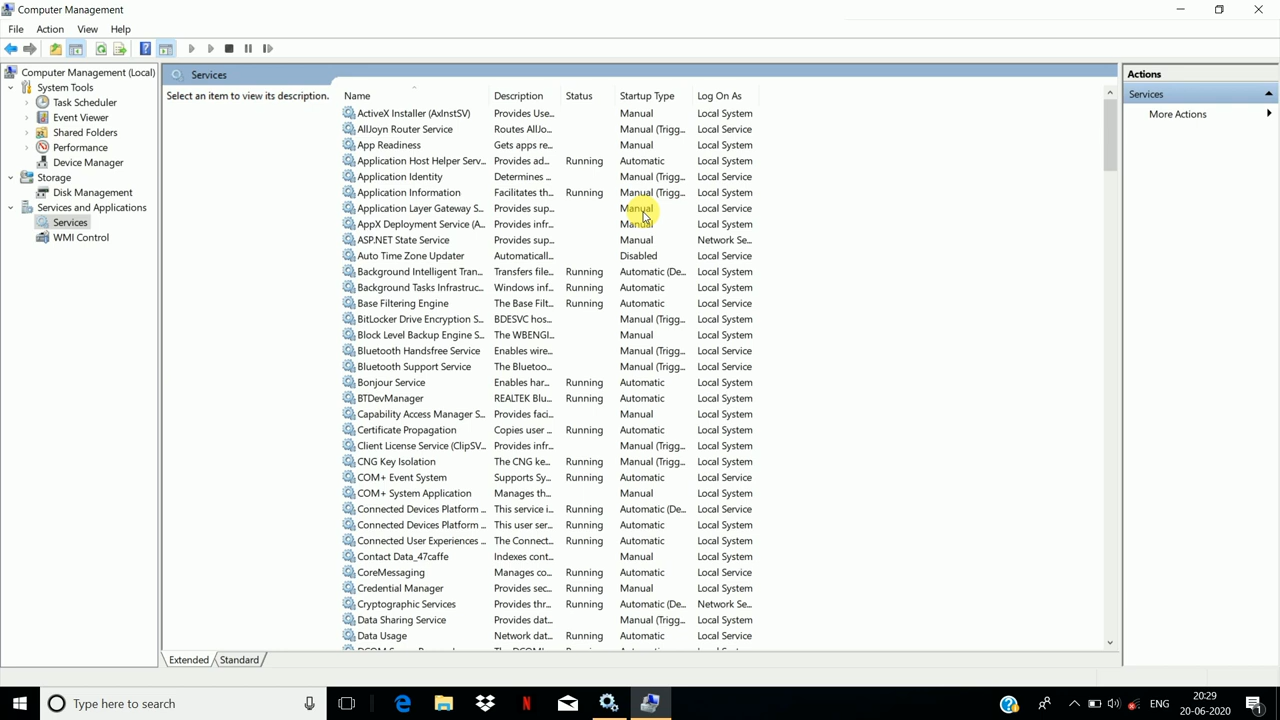 Computer Management
File Action View Help
Computer Management (Local)
System Tools
Task Scheduler
Event Viewer
Shared Folders
Performance
Device Manager
Storage
Disk Management
Services and Applications
Services
WMI Control
Services
Select an item to view its description.
Name Description Status Startup Type Log On As
ActiveX Installer (AxInstSV) Provides Use... Manual Local System
AllJoyn Router Service Routes AllJo... Manual (Trigg... Local Service
App Readiness Gets apps re... Manual Local System
Application Host Helper Serv... Provides ad... Running Automatic Local System
Application Identity Determines ... Manual (Trigg... Local Service
Application Information Facilitates th... Running Manual (Trigg... Local System
Application Layer Gateway S... Provides sup... Manual Local Service
AppX Deployment Service (A... Provides infr... Manual Local System
ASP.NET State Service Provides sup... Manual Network Se...
Auto Time Zone Updater Automaticall... Disabled Local Service
Background Intelligent Tran... Transfers file... Running Automatic (De... Local System
Background Tasks Infrastruc... Windows inf... Running Automatic Local System
Base Filtering Engine The Base Filt... Running Automatic Local Service
BitLocker Drive Encryption S... BDESVC hos... Manual (Trigg... Local System
Block Level Backup Engine S... The WBENGI... Manual Local System
Bluetooth Handsfree Service Enables wire... Manual (Trigg... Local Service
Bluetooth Support Service The Bluetoo... Manual (Trigg... Local Service
Bonjour Service Enables har... Running Automatic Local System
BTDevManager REALTEK Blu... Running Automatic Local System
Capability Access Manager S... Provides faci... Manual Local System
Certificate Propagation Copies user ... Running Automatic Local System
Client License Service (ClipSV... Provides infr... Manual (Trigg... Local System
CNG Key Isolation The CNG ke... Running Manual (Trigg... Local System
COM+ Event System Supports Sy... Running Automatic Local Service
COM+ System Application Manages th... Manual Local System
Connected Devices Platform ... This service i... Running Automatic (De... Local Service
Connected Devices Platform ... This user ser... Running Automatic Local System
Connected User Experiences ... The Connect... Running Automatic Local System
Contact Data_47caffe Indexes cont... Manual Local System
CoreMessaging Manages co... Running Automatic Local Service
Credential Manager Provides sec... Running Manual Local System
Cryptographic Services Provides thr... Running Automatic (De... Network Se...
Data Sharing Service Provides dat... Manual (Trigg... Local System
Data Usage Network dat... Running Automatic Local Service
Extended Standard
Actions
Services
More Actions
Type here to search
ENG
20:29
20-06-2020